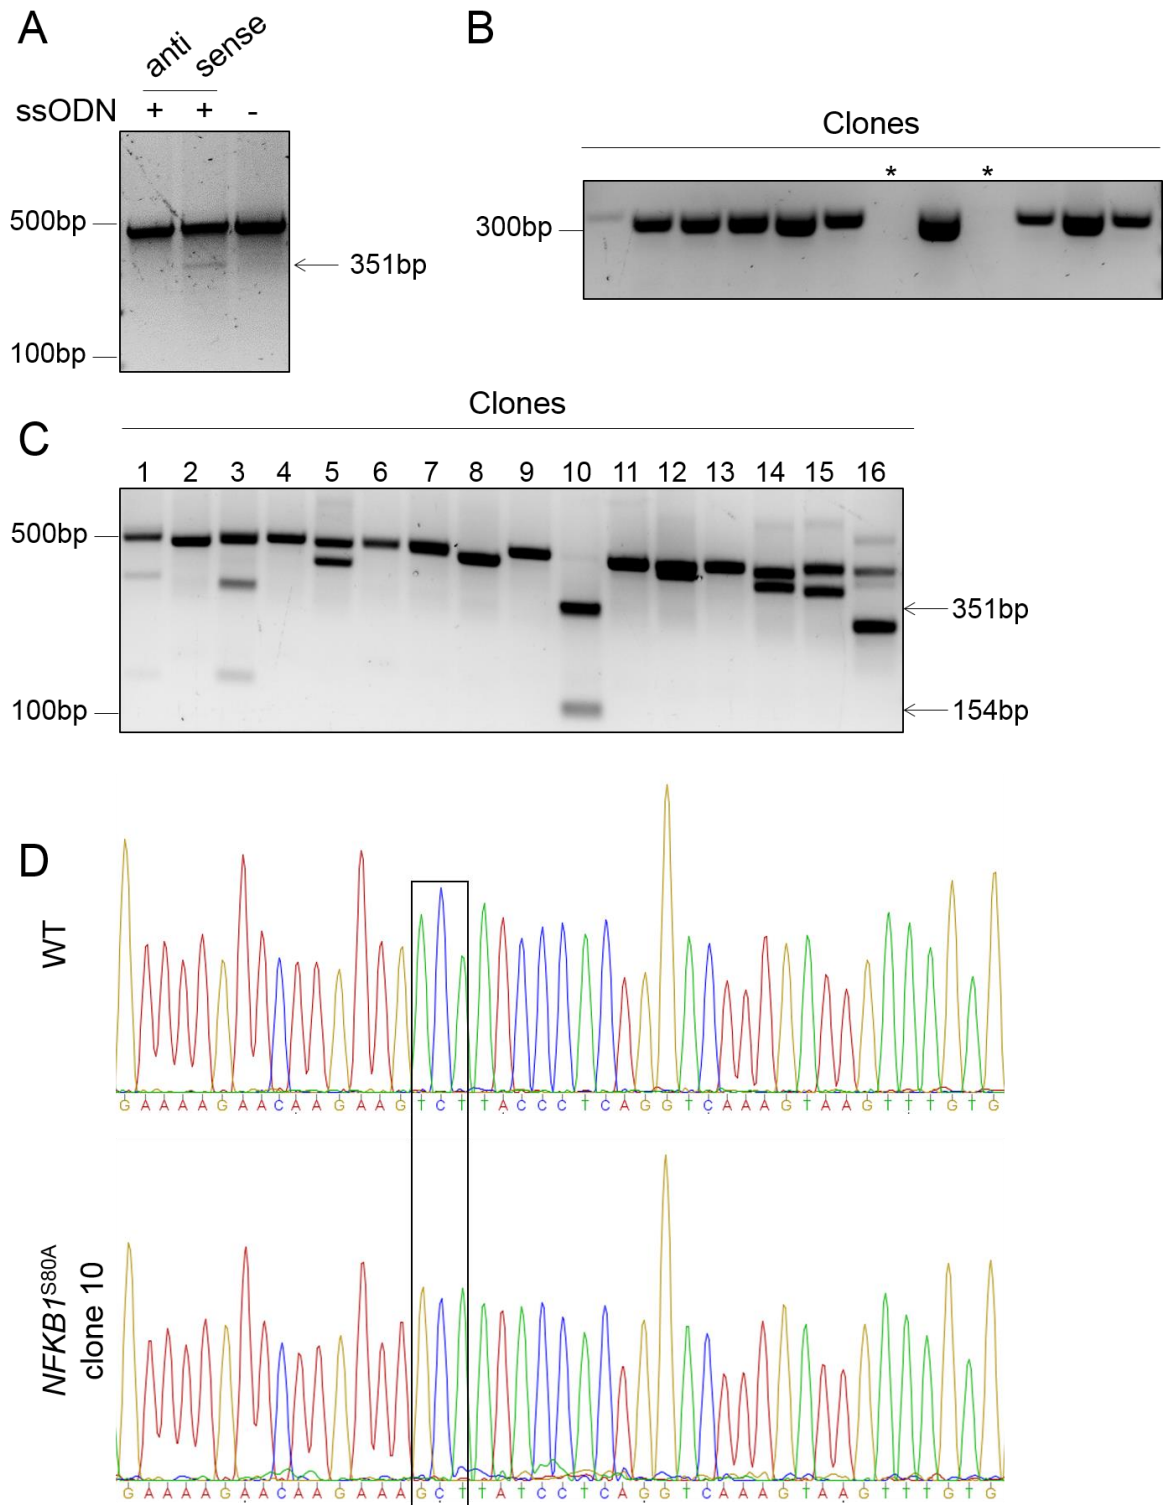 A
anti sense
ssODN + + -
500bp
351bp
100bp
B
Clones
* *
300bp
C
Clones
1 2 3 4 5 6 7 8 9 10 11 12 13 14 15 16
500bp
351bp
100bp
154bp
D
WT
G A A A A G A A C A A G A A G T C T T A C C C T C A G G T C A A A G T A A G T T T G T G
NFKB1S80A
clone 10
G A A A A G A A C A A G A A A G C T T A T C C T C A G G T C A A A G T A A G T T T G T G